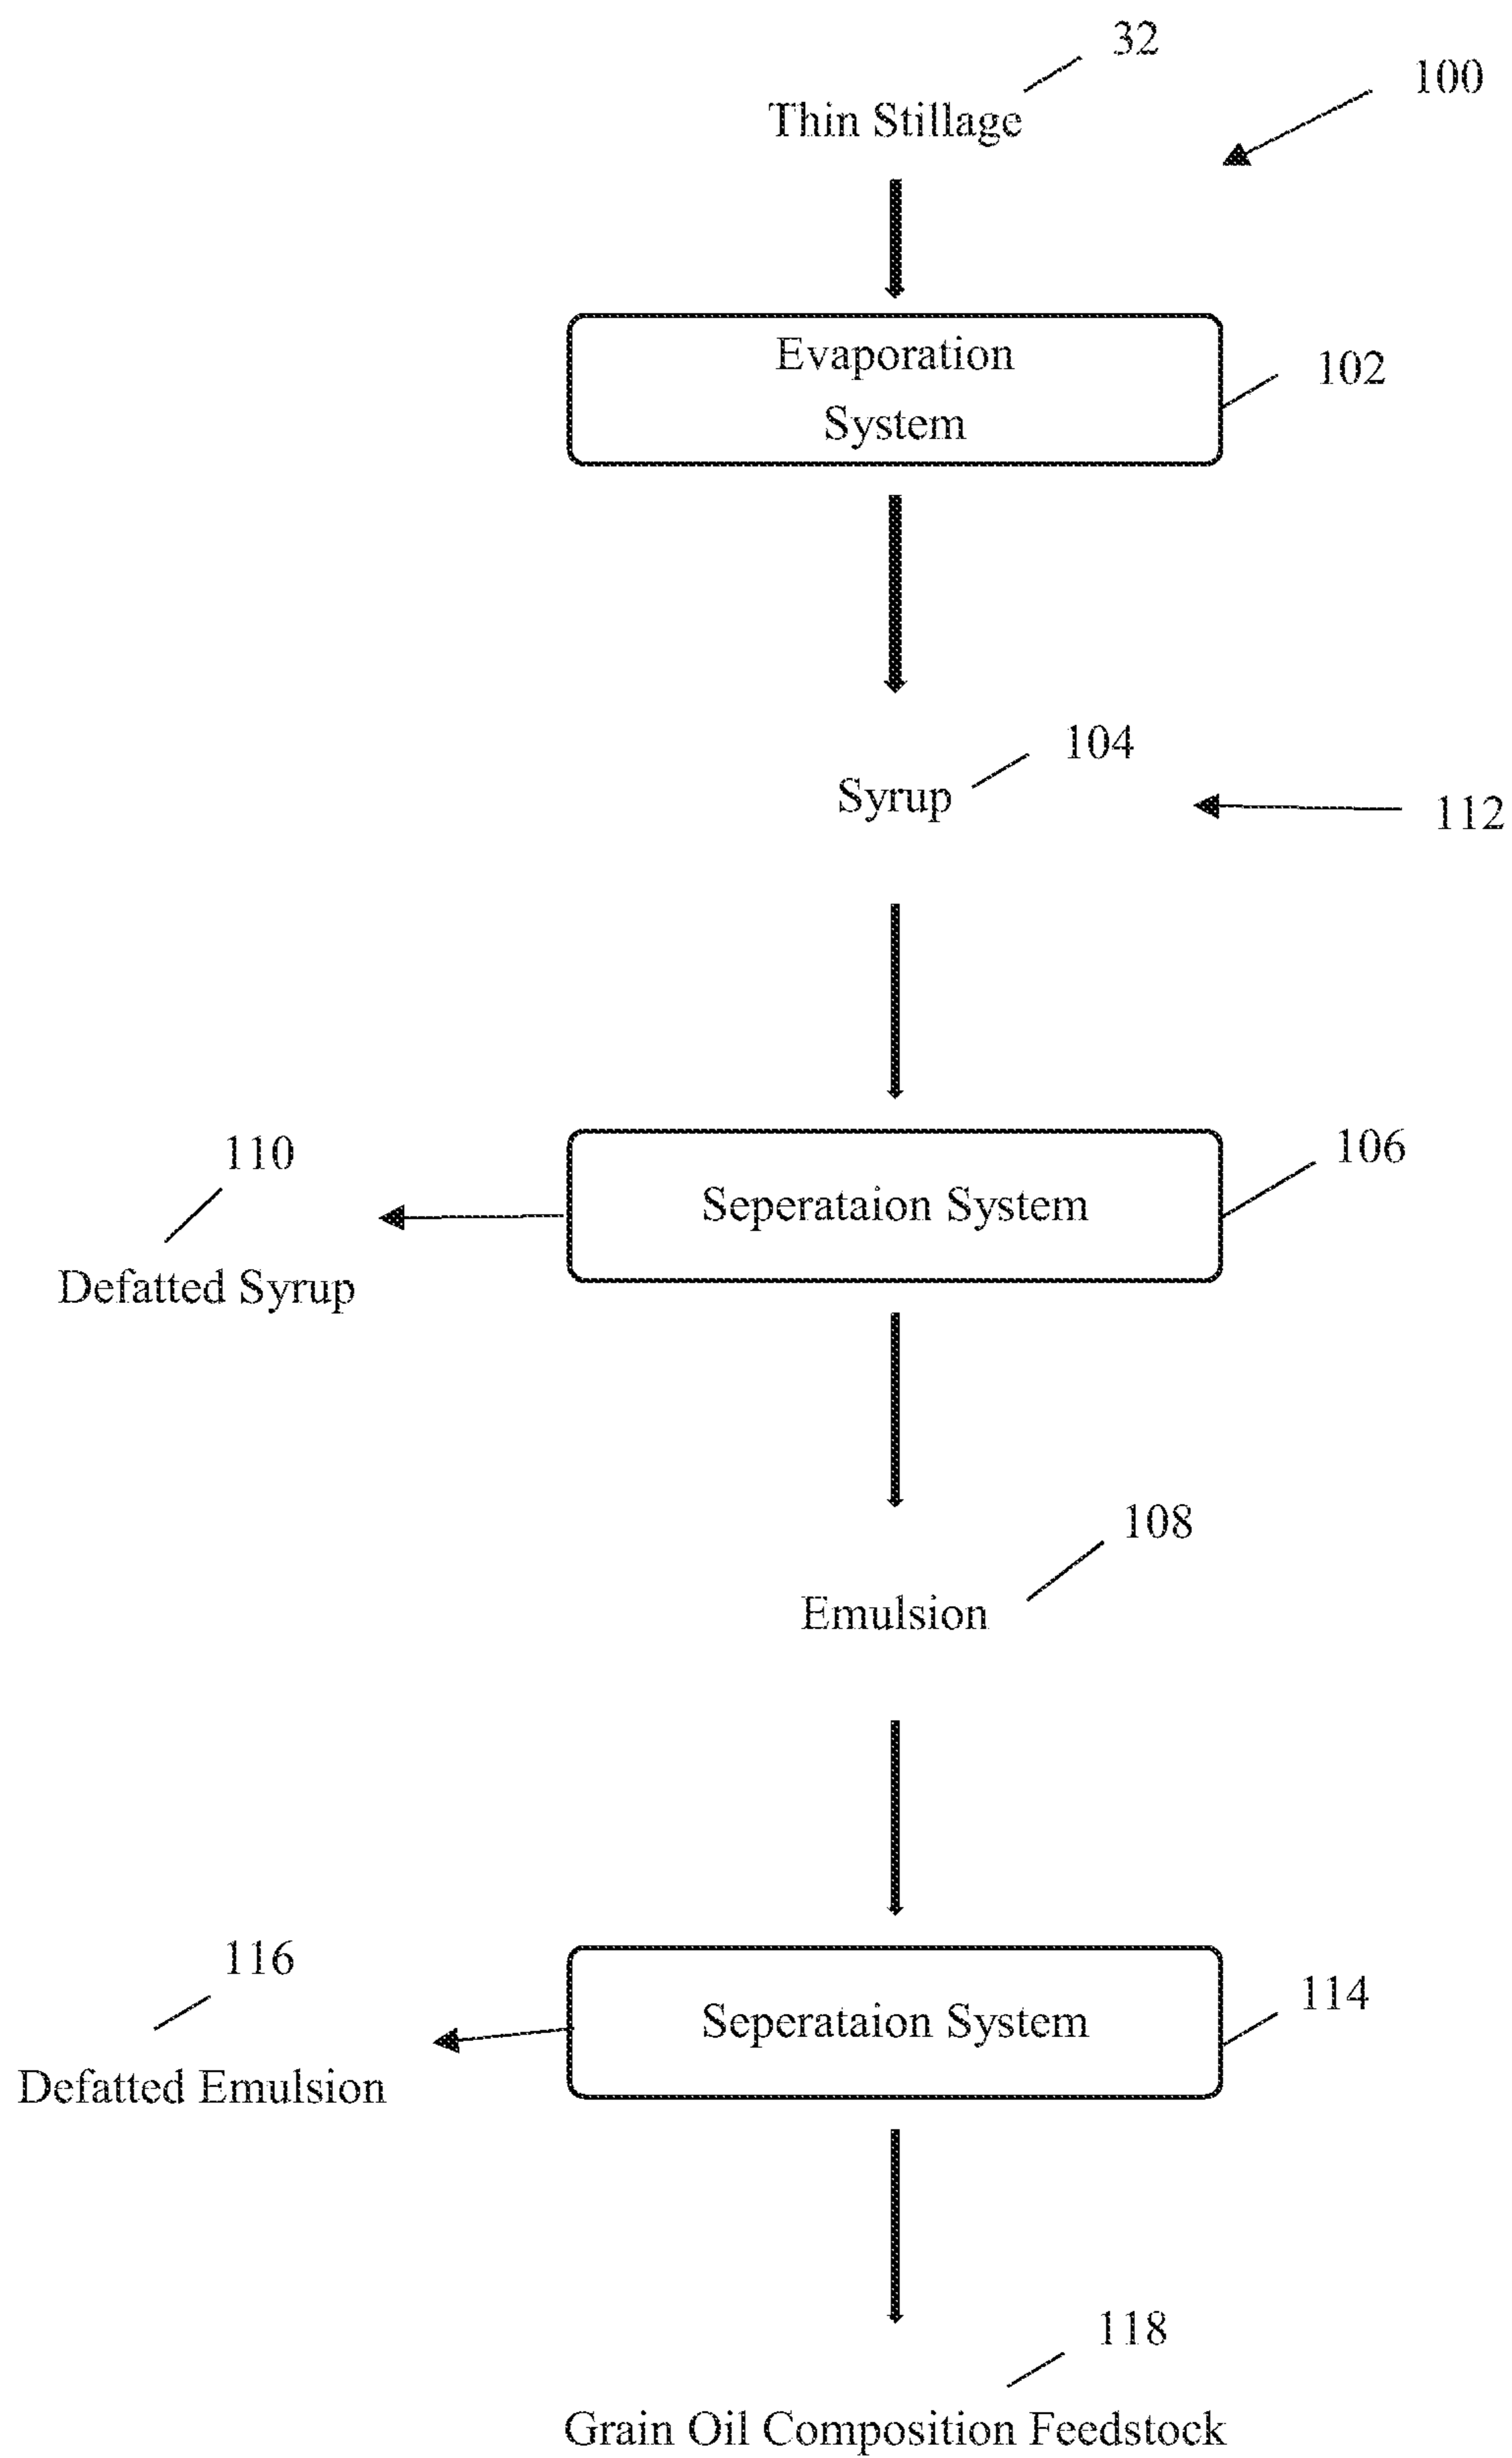 32
100
Thin Stillage
Evaporation
System
102
104
Syrup
112
110
106
Seperataion System
Defatted Syrup
108
Emulsion
116
114
Seperataion System
Defatted Emulsion
118
Grain Oil Composition Feedstock